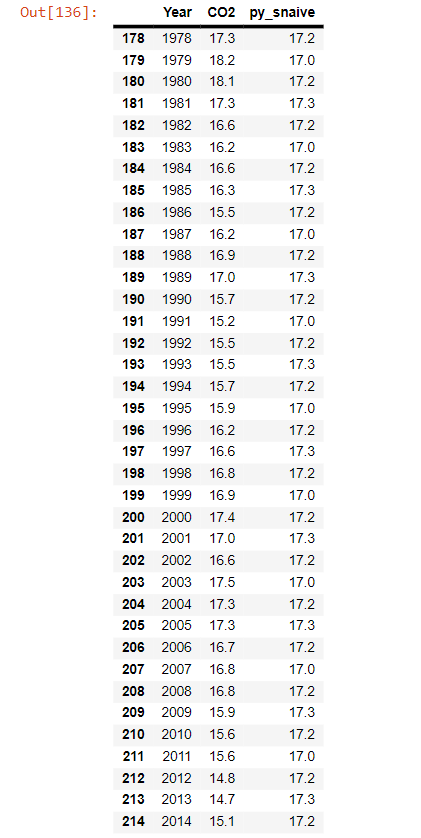 Out[136]:
Year CO2 py_snaive
178 1978 17.3 17.2
179 1979 18.2 17.0
180 1980 18.1 17.2
181 1981 17.3 17.3
182 1982 16.6 17.2
183 1983 16.2 17.0
184 1984 16.6 17.2
185 1985 16.3 17.3
186 1986 15.5 17.2
187 1987 16.2 17.0
188 1988 16.9 17.2
189 1989 17.0 17.3
190 1990 15.7 17.2
191 1991 15.2 17.0
192 1992 15.5 17.2
193 1993 15.5 17.3
194 1994 15.7 17.2
195 1995 15.9 17.0
196 1996 16.2 17.2
197 1997 16.6 17.3
198 1998 16.8 17.2
199 1999 16.9 17.0
200 2000 17.4 17.2
201 2001 17.0 17.3
202 2002 16.6 17.2
203 2003 17.5 17.0
204 2004 17.3 17.2
205 2005 17.3 17.3
206 2006 16.7 17.2
207 2007 16.8 17.0
208 2008 16.8 17.2
209 2009 15.9 17.3
210 2010 15.6 17.2
211 2011 15.6 17.0
212 2012 14.8 17.2
213 2013 14.7 17.3
214 2014 15.1 17.2